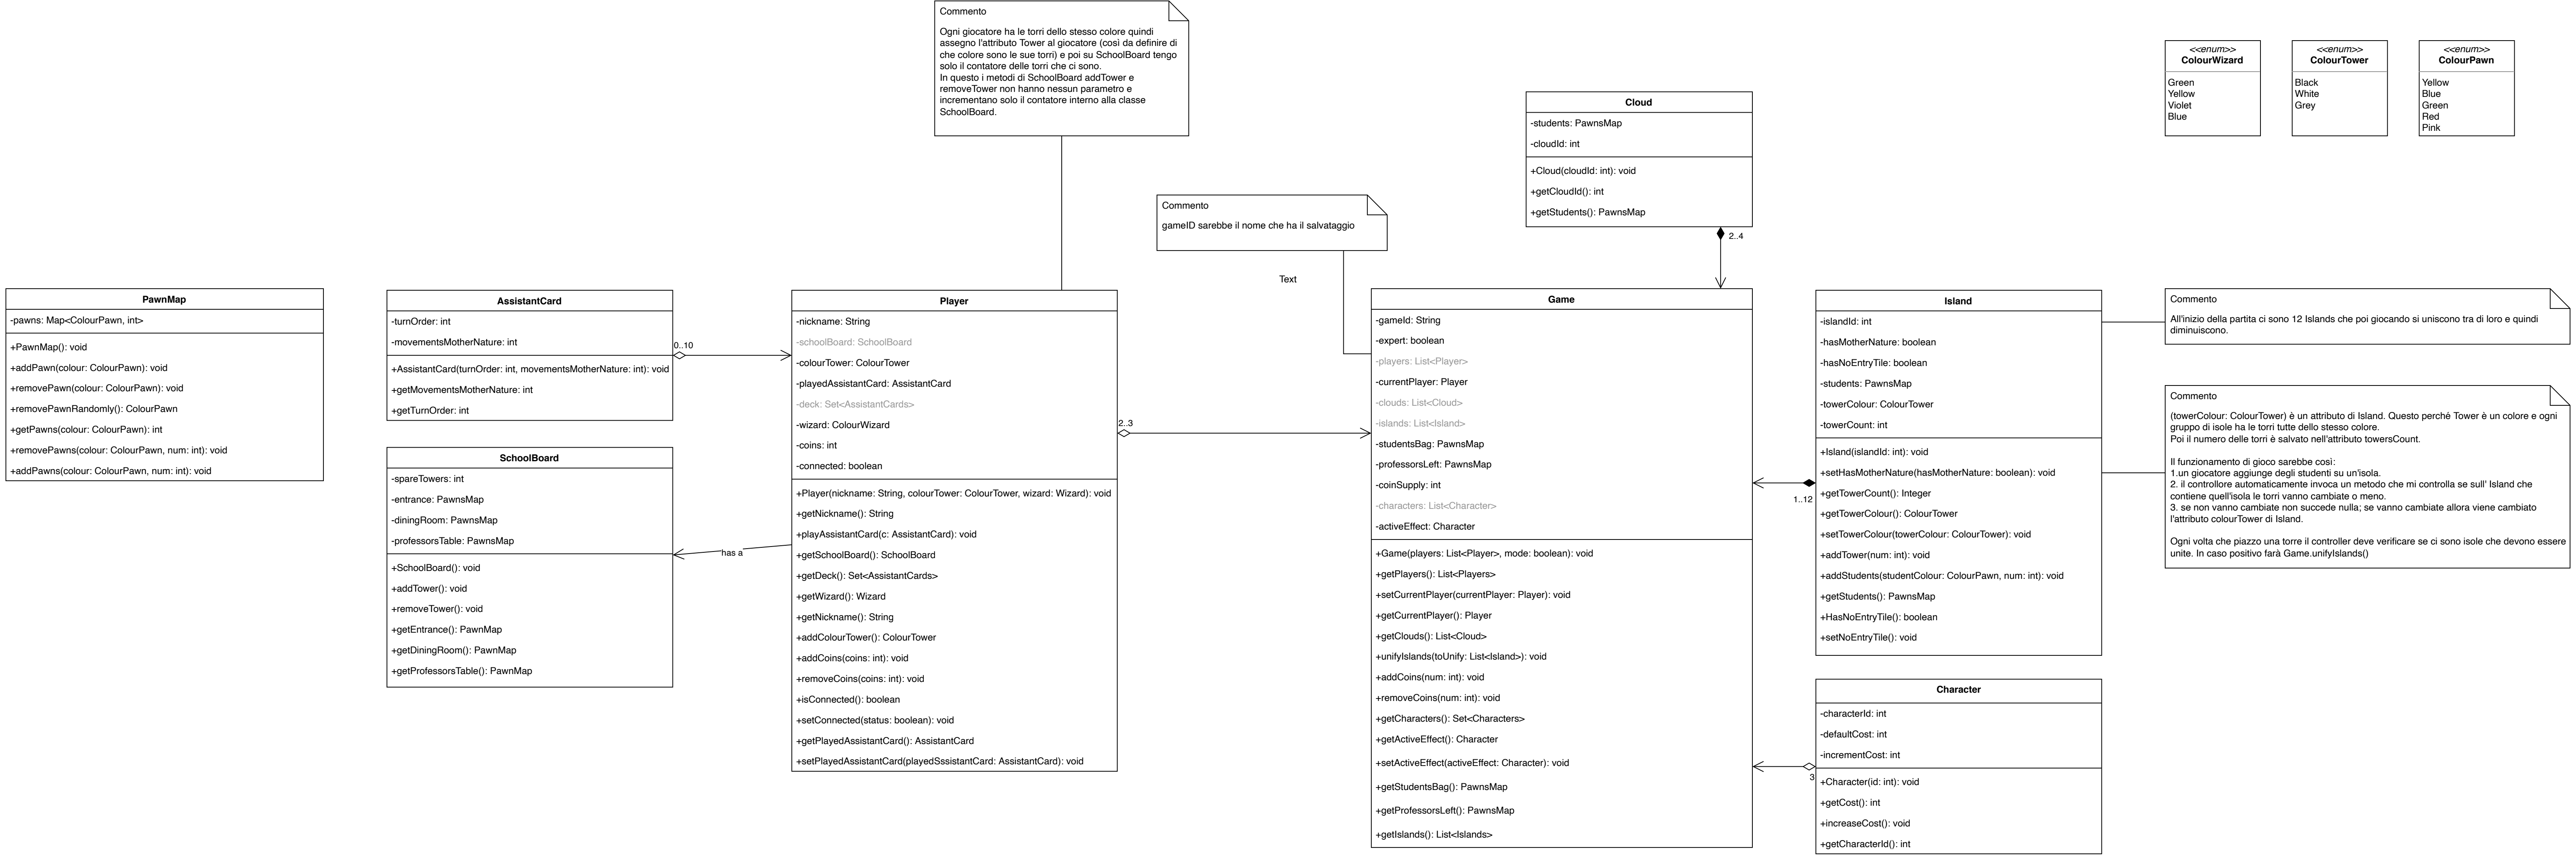 Commento
Ogni giocatore ha le torri dello stesso colore quindi
assegno l'attributo Tower al giocatore (così da definire di
che colore sono le sue torri) e poi su SchoolBoard tengo
solo il contatore delle torri che ci sono.
In questo i metodi di SchoolBoard addTower e
removeTower non hanno nessun parametro e
incrementano solo il contatore interno alla classe
SchoolBoard.
<<enum>>
ColourWizard
Green
Yellow
Violet
Blue
<<enum>>
ColourTower
Black
White
Grey
<<enum>>
ColourPawn
Yellow
Blue
Green
Red
Pink
Cloud
-students: PawnsMap
-cloudId: int
+Cloud(cloudId: int): void
+getCloudId(): int
+getStudents(): PawnsMap
2..4
Commento
gameID sarebbe il nome che ha il salvataggio
Text
PawnMap
-pawns: Map<ColourPawn, int>
+PawnMap(): void
+addPawn(colour: ColourPawn): void
+removePawn(colour: ColourPawn): void
+removePawnRandomly(): ColourPawn
+getPawns(colour: ColourPawn): int
+removePawns(colour: ColourPawn, num: int): void
+addPawns(colour: ColourPawn, num: int): void
AssistantCard
-turnOrder: int
-movementsMotherNature: int
+AssistantCard(turnOrder: int, movementsMotherNature: int): void
+getMovementsMotherNature: int
+getTurnOrder: int
0..10
SchoolBoard
-spareTowers: int
-entrance: PawnsMap
-diningRoom: PawnsMap
-professorsTable: PawnsMap
+SchoolBoard(): void
+addTower(): void
+removeTower(): void
+getEntrance(): PawnMap
+getDiningRoom(): PawnMap
+getProfessorsTable(): PawnMap
has a
Player
-nickname: String
-schoolBoard: SchoolBoard
-colourTower: ColourTower
-playedAssistantCard: AssistantCard
-deck: Set<AssistantCards>
-wizard: ColourWizard
-coins: int
-connected: boolean
+Player(nickname: String, colourTower: ColourTower, wizard: Wizard): void
+getNickname(): String
+playAssistantCard(c: AssistantCard): void
+getSchoolBoard(): SchoolBoard
+getDeck(): Set<AssistantCards>
+getWizard(): Wizard
+getNickname(): String
+addColourTower(): ColourTower
+addCoins(coins: int): void
+removeCoins(coins: int): void
+isConnected(): boolean
+setConnected(status: boolean): void
+getPlayedAssistantCard(): AssistantCard
+setPlayedAssistantCard(playedSssistantCard: AssistantCard): void
2..3
Game
-gameId: String
-expert: boolean
-players: List<Player>
-currentPlayer: Player
-clouds: List<Cloud>
-islands: List<Island>
-studentsBag: PawnsMap
-professorsLeft: PawnsMap
-coinSupply: int
-characters: List<Character>
-activeEffect: Character
+Game(players: List<Player>, mode: boolean): void
+getPlayers(): List<Players>
+setCurrentPlayer(currentPlayer: Player): void
+getCurrentPlayer(): Player
+getClouds(): List<Cloud>
+unifyIslands(toUnify: List<Island>): void
+addCoins(num: int): void
+removeCoins(num: int): void
+getCharacters(): Set<Characters>
+getActiveEffect(): Character
+setActiveEffect(activeEffect: Character): void
+getStudentsBag(): PawnsMap
+getProfessorsLeft(): PawnsMap
+getIslands(): List<Islands>
Island
-islandId: int
-hasMotherNature: boolean
-hasNoEntryTile: boolean
-students: PawnsMap
-towerColour: ColourTower
-towerCount: int
+Island(islandId: int): void
+setHasMotherNature(hasMotherNature: boolean): void
+getTowerCount(): Integer
+getTowerColour(): ColourTower
+setTowerColour(towerColour: ColourTower): void
+addTower(num: int): void
+addStudents(studentColour: ColourPawn, num: int): void
+getStudents(): PawnsMap
+HasNoEntryTile(): boolean
+setNoEntryTile(): void
1..12
Character
-characterId: int
-defaultCost: int
-incrementCost: int
+Character(id: int): void
+getCost(): int
+increaseCost(): void
+getCharacterId(): int
3
Commento
All'inizio della partita ci sono 12 Islands che poi giocando si uniscono tra di loro e quindi
diminuiscono.
Commento
(towerColour: ColourTower) è un attributo di Island. Questo perché Tower è un colore e ogni
gruppo di isole ha le torri tutte dello stesso colore.
Poi il numero delle torri è salvato nell'attributo towersCount.
Il funzionamento di gioco sarebbe così:
1.un giocatore aggiunge degli studenti su un'isola.
2. il controllore automaticamente invoca un metodo che mi controlla se sull' Island che
contiene quell'isola le torri vanno cambiate o meno.
3. se non vanno cambiate non succede nulla; se vanno cambiate allora viene cambiato
l'attributo colourTower di Island.
Ogni volta che piazzo una torre il controller deve verificare se ci sono isole che devono essere
unite. In caso positivo farà Game.unifyIslands()